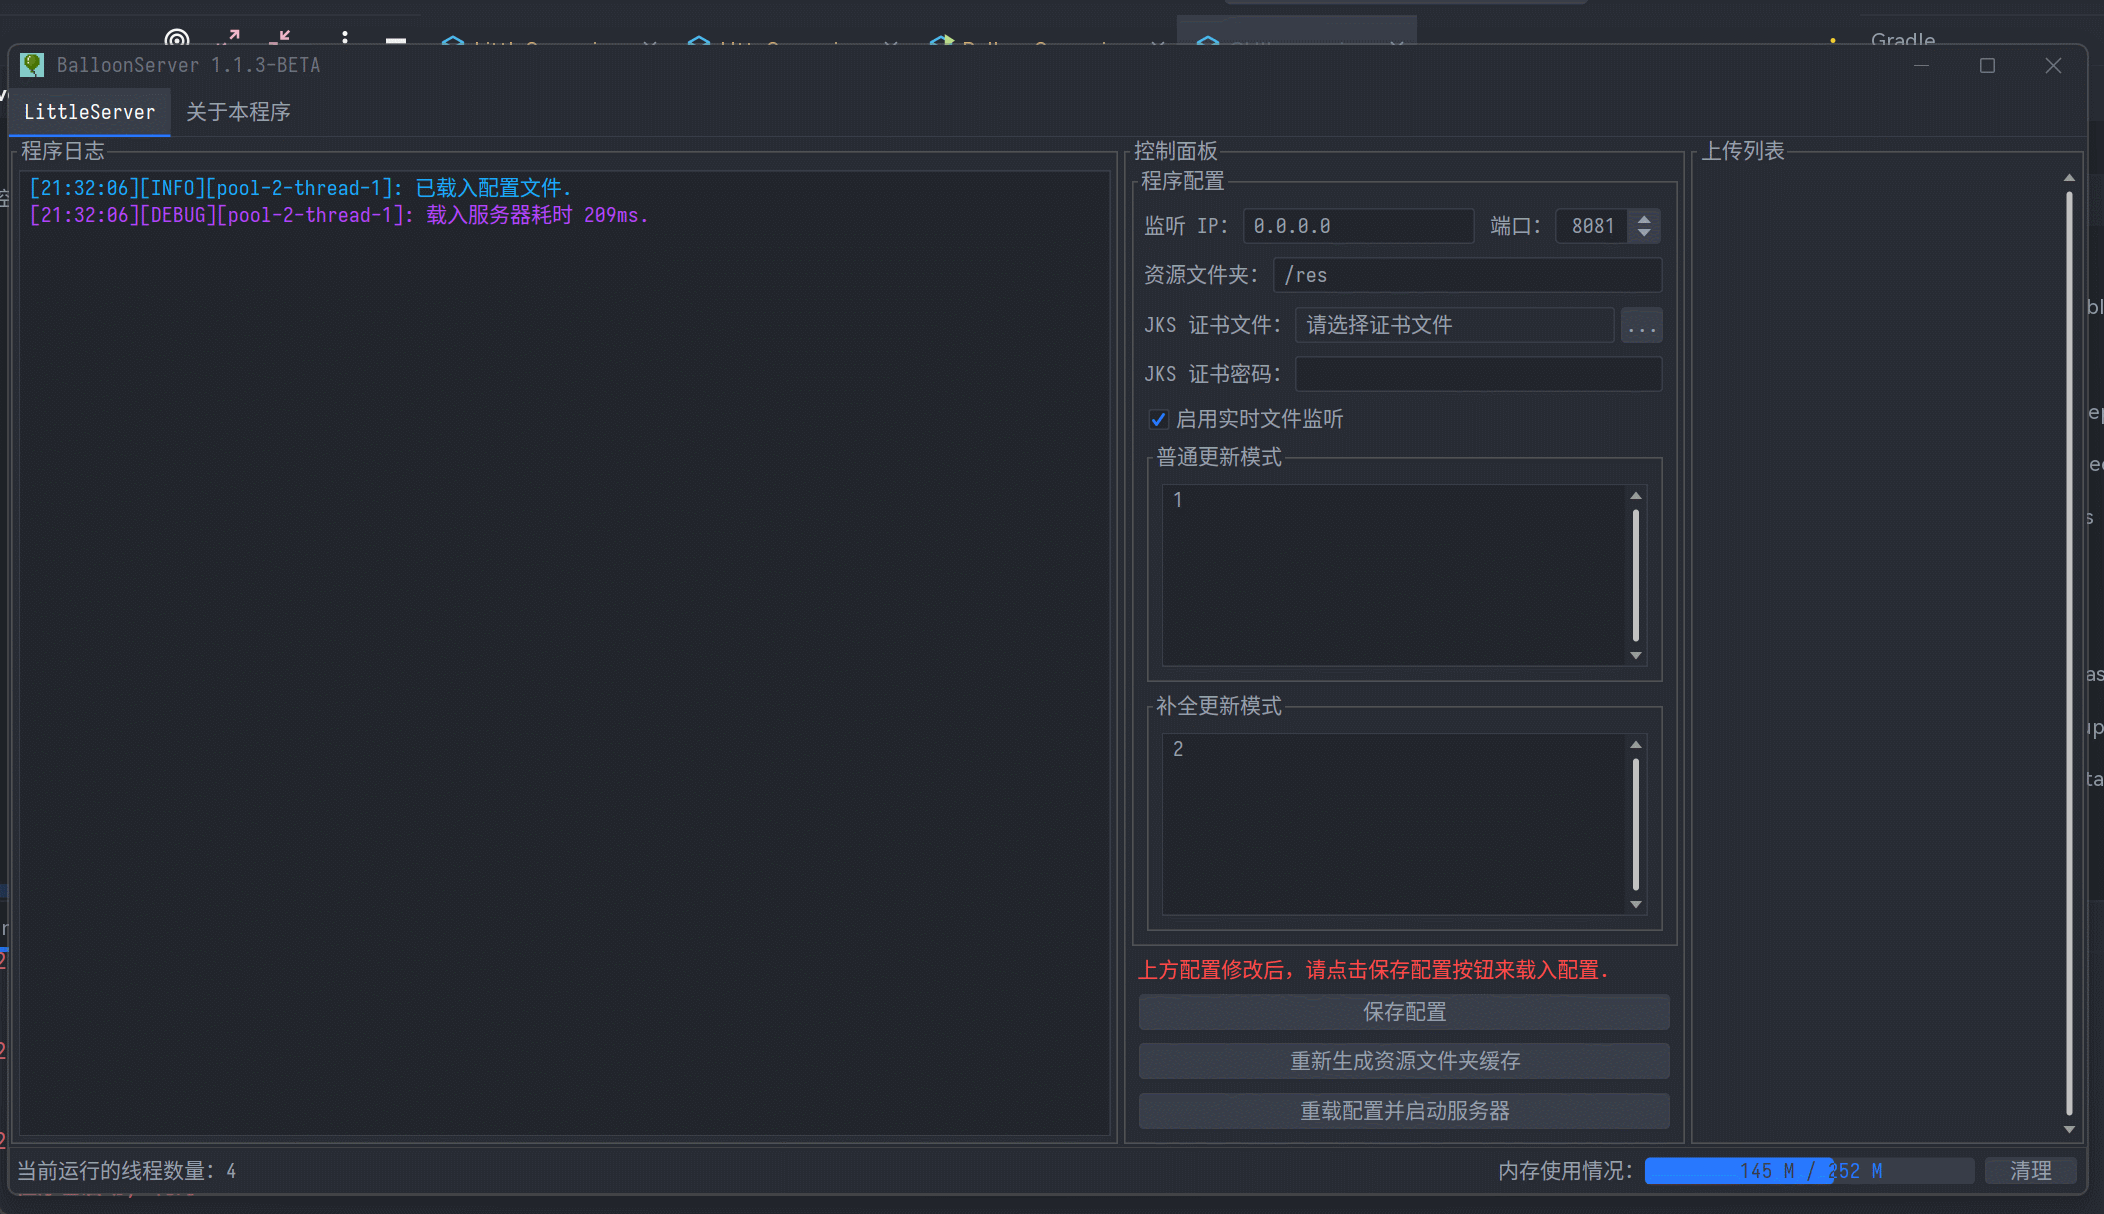 Gradle
BalloonServer 1.1.3-BETA
LittleServer 关于本程序
程序日志
[21:32:06][INFO][pool-2-thread-1]: 已载入配置文件.
[21:32:06][DEBUG][pool-2-thread-1]: 载入服务器耗时 209ms.
控制面板
程序配置
监听 IP: 0.0.0.0 端口: 8081
资源文件夹: /res
JKS 证书文件: 请选择证书文件 ...
JKS 证书密码:
启用实时文件监听
普通更新模式
1
补全更新模式
2
上方配置修改后，请点击保存配置按钮来载入配置.
保存配置
重新生成资源文件夹缓存
重载配置并启动服务器
上传列表
当前运行的线程数量: 4
内存使用情况: 145 M / 252 M 清理